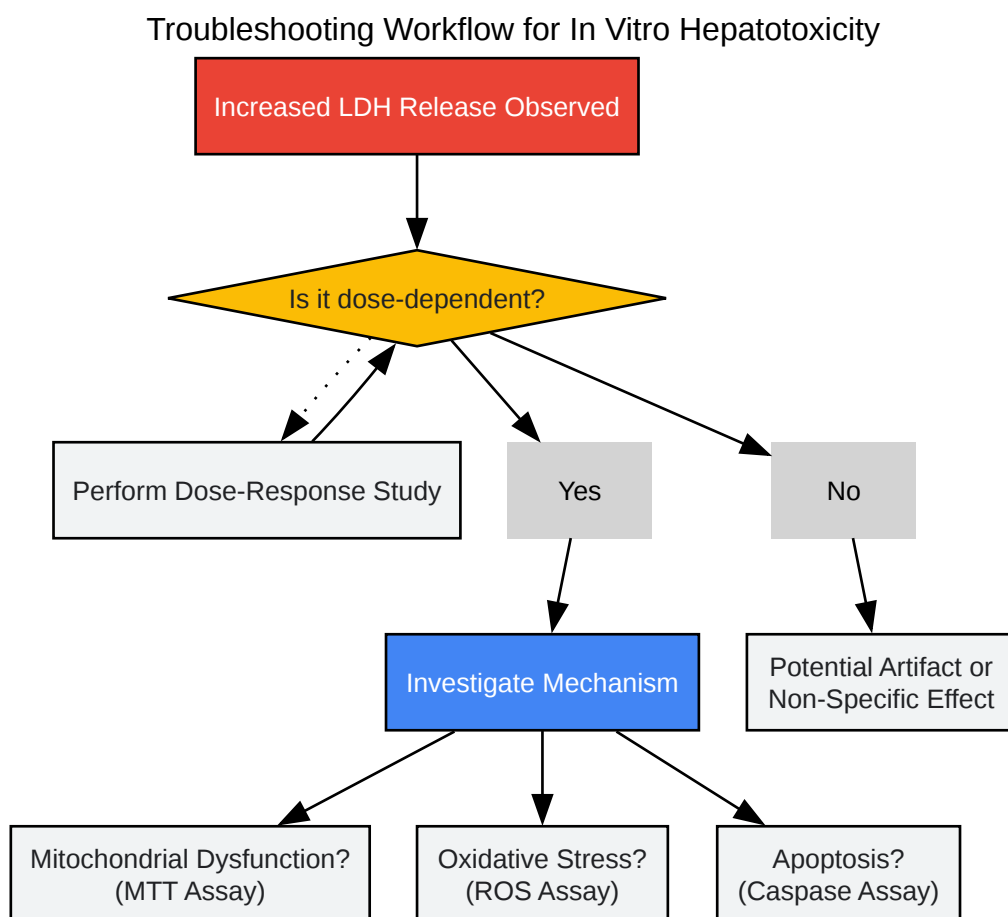 Troubleshooting Workflow for In Vitro Hepatotoxicity
Increased LDH Release Observed
Is it dose-dependent?
Perform Dose-Response Study
Yes
No
Investigate Mechanism
Potential Artifact or
Non-Specific Effect
Mitochondrial Dysfunction?
(MTT Assay)
Oxidative Stress?
(ROS Assay)
Apoptosis?
(Caspase Assay)